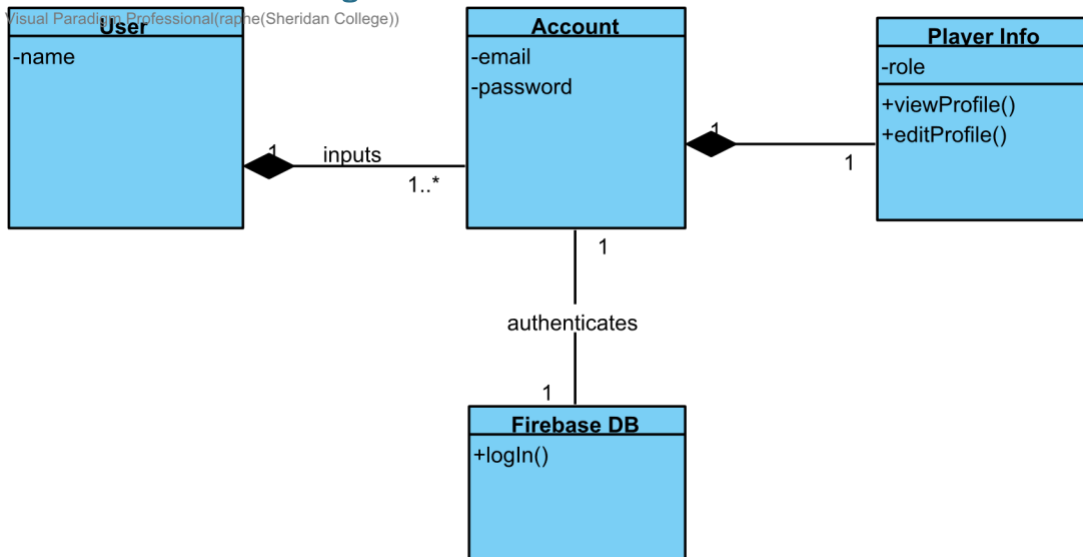 Visual Paradigm Professional(raphe(Sheridan College))
User
-name
Account
-email
-password
Player Info
-role
+viewProfile()
+editProfile()
1
inputs
1..*
1
1
1
authenticates
1
Firebase DB
+logIn()